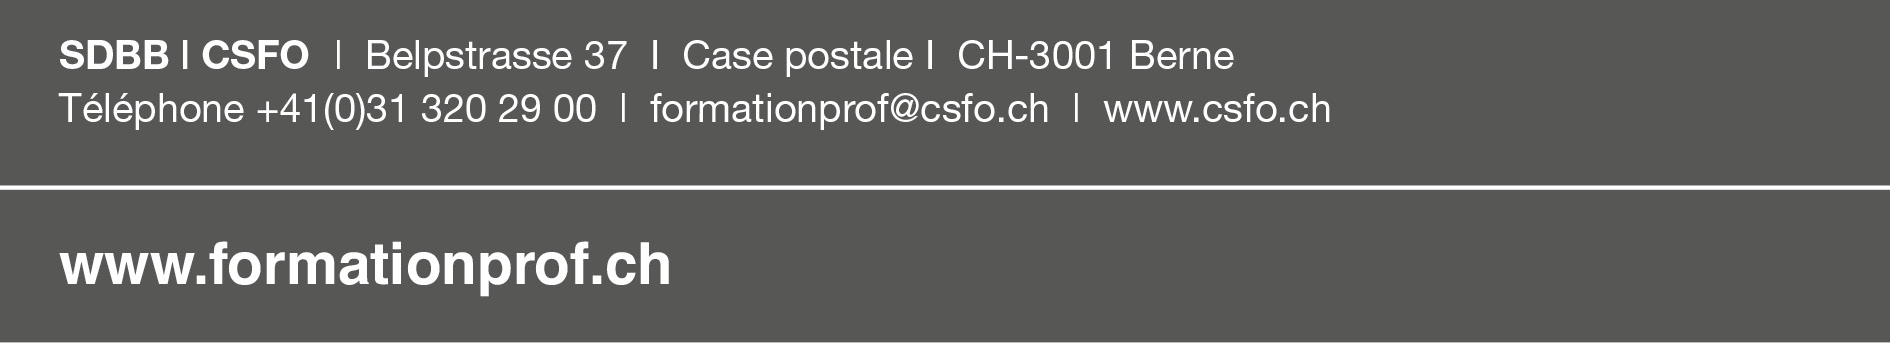 SDBB | CSFO | Belpstrasse 37 | Case postale | CH-3001 Berne
Téléphone +41(0)31 320 29 00 | formationprof@csfo.ch | www.csfo.ch
www.formationprof.ch